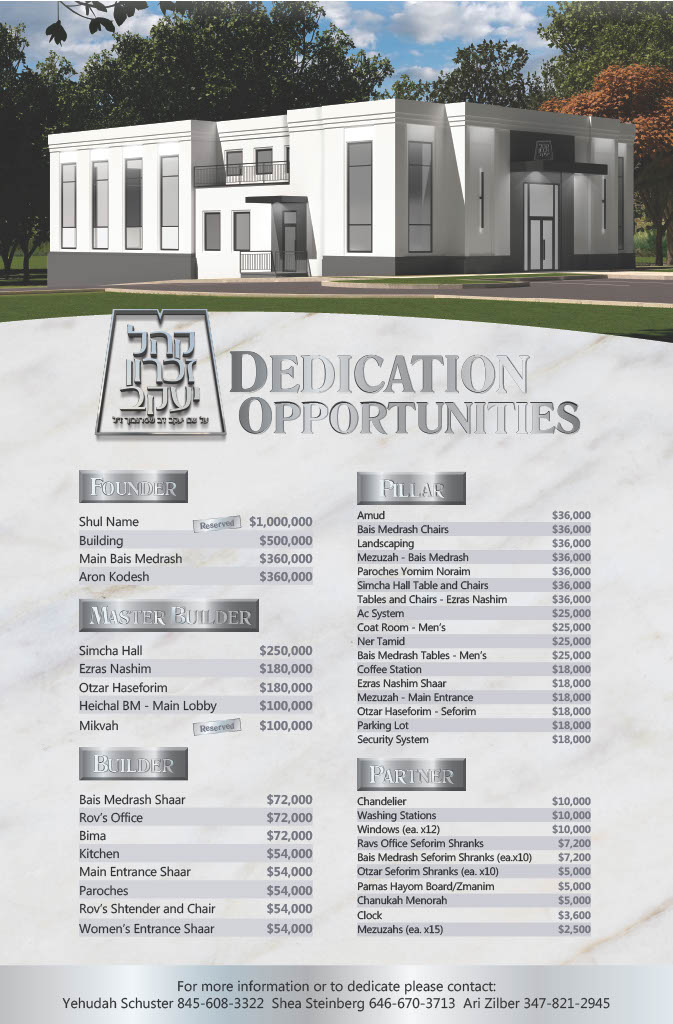 קהל
זכרון
יעקב
DEDICATION
OPPORTUNITIES
FOUNDER
Shul Name Reserved $1,000,000
Building $500,000
Main Bais Medrash $360,000
Aron Kodesh $360,000
MASTER BUILDER
Simcha Hall $250,000
Ezras Nashim $180,000
Otzar Haseforim $180,000
Heichal BM - Main Lobby $100,000
Mikvah Reserved $100,000
BUILDER
Bais Medrash Shaar $72,000
Rov's Office $72,000
Bima $72,000
Kitchen $54,000
Main Entrance Shaar $54,000
Paroches $54,000
Rov's Shtender and Chair $54,000
Women's Entrance Shaar $54,000
PILLAR
Amud $36,000
Bais Medrash Chairs $36,000
Landscaping $36,000
Mezuzah - Bais Medrash $36,000
Paroches Yomim Noraim $36,000
Simcha Hall Table and Chairs $36,000
Tables and Chairs - Ezras Nashim $36,000
Ac System $25,000
Coat Room - Men's $25,000
Ner Tamid $25,000
Bais Medrash Tables - Men's $25,000
Coffee Station $18,000
Ezras Nashim Shaar $18,000
Mezuzah - Main Entrance $18,000
Otzar Haseforim - Seforim $18,000
Parking Lot $18,000
Security System $18,000
PARTNER
Chandelier $10,000
Washing Stations $10,000
Windows (ea. x12) $10,000
Ravs Office Seforim Shranks $7,200
Bais Medrash Seforim Shranks (ea.x10) $7,200
Otzar Seforim Shranks (ea. x10) $5,000
Parnas Hayom Board/Zmanim $5,000
Chanukah Menorah $5,000
Clock $3,600
Mezuzahs (ea. x15) $2,500
For more information or to dedicate please contact:
Yehudah Schuster 845-608-3322 Shea Steinberg 646-670-3713 Ari Zilber 347-821-2945